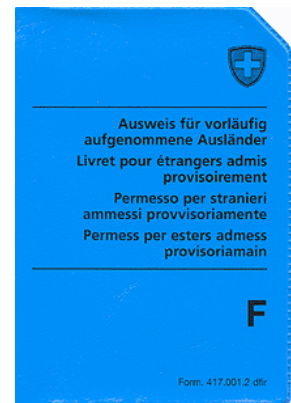 Ausweis für vorläufig
aufgenommene Ausländer
Livret pour étrangers admis
provisoirement
Permesso per stranieri
ammessi provvisoriamente
Permess per esters admess
provisoriamain
F
Form. 417.001.2 dfir